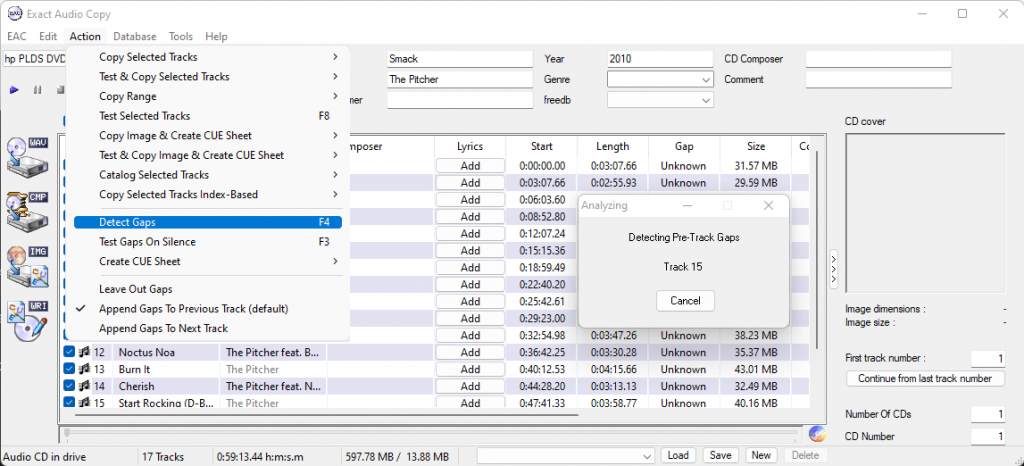 Exact Audio Copy
EAC Edit Action Database Tools Help
hp PLDS DVD
Smack Year 2010 CD Composer
The Pitcher Genre Comment
ner freedb
Copy Selected Tracks
Test & Copy Selected Tracks
Copy Range
Test Selected Tracks F8
Copy Image & Create CUE Sheet
Test & Copy Image & Create CUE Sheet
Catalog Selected Tracks
Copy Selected Tracks Index-Based
Detect Gaps F4
Test Gaps On Silence F3
Create CUE Sheet
Leave Out Gaps
Append Gaps To Previous Track (default)
Append Gaps To Next Track
WAV
CMP
IMG
WRI
omposer Lyrics Start Length Gap Size Co
Add 0:00:00.00 0:03:07.66 Unknown 31.57 MB
Add 0:03:07.66 0:02:55.93 Unknown 29.59 MB
Add 0:06:03.60
Add 0:08:52.80
Add 0:12:07.24
Add 0:15:15.36
Add 0:18:59.49
Add 0:22:40.20
Add 0:25:42.61
Add 0:29:23.00
Add 0:32:54.98 0:03:47.26 Unknown 38.23 MB
12 Noctus Noa The Pitcher feat. B... Add 0:36:42.25 0:03:30.28 Unknown 35.37 MB
13 Burn It The Pitcher Add 0:40:12.53 0:04:15.66 Unknown 43.01 MB
14 Cherish The Pitcher feat. N... Add 0:44:28.20 0:03:13.13 Unknown 32.49 MB
15 Start Rocking (D-B... The Pitcher Add 0:47:41.33 0:03:58.77 Unknown 40.16 MB
Analyzing
Detecting Pre-Track Gaps
Track 15
Cancel
CD cover
Image dimensions : -
Image size : -
First track number : 1
Continue from last track number
Number Of CDs 1
CD Number 1
Audio CD in drive 17 Tracks 0:59:13.44 h:m:s.m 597.78 MB / 13.88 MB Load Save New Delete